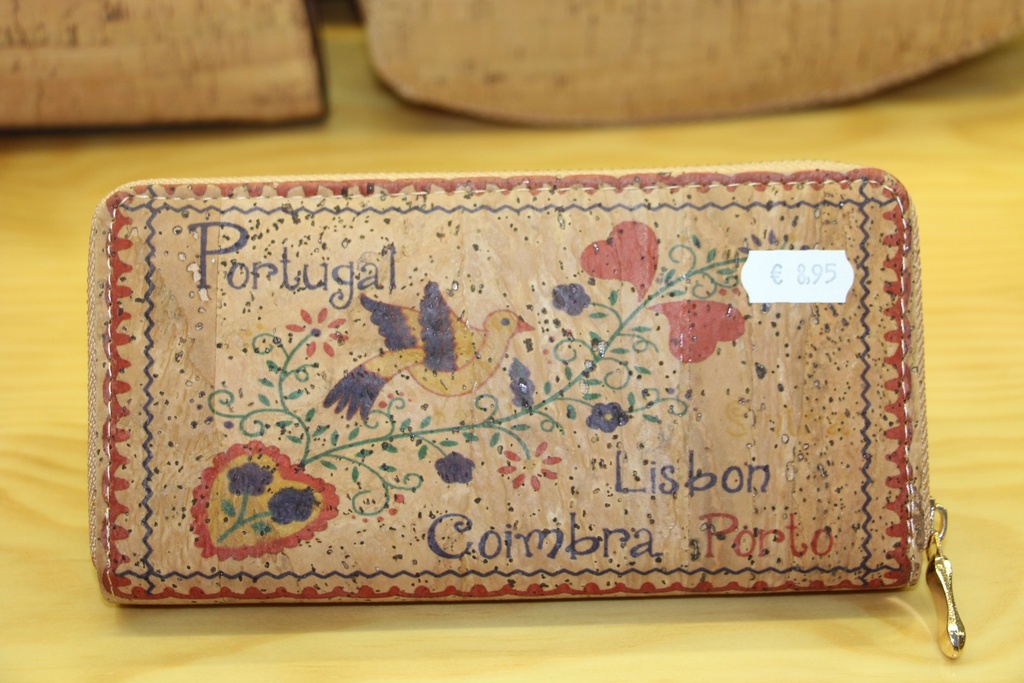 Portugal
€ 8,95
Lisbon
Coimbra Porto